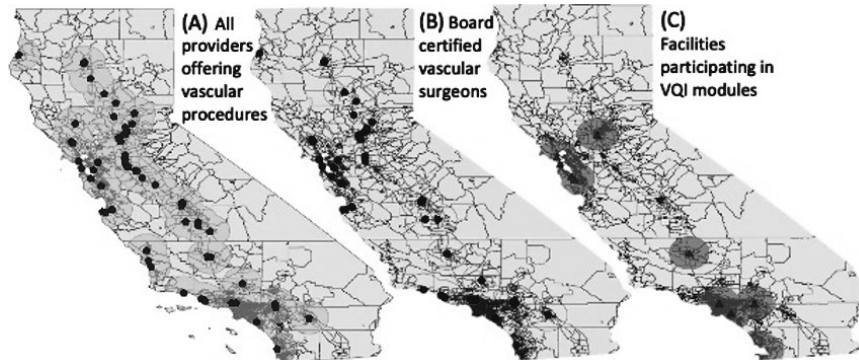 (A) All
providers
offering
vascular
procedures
(B) Board
certified
vascular
surgeons
(C)
Facilities
participating in
VQI modules